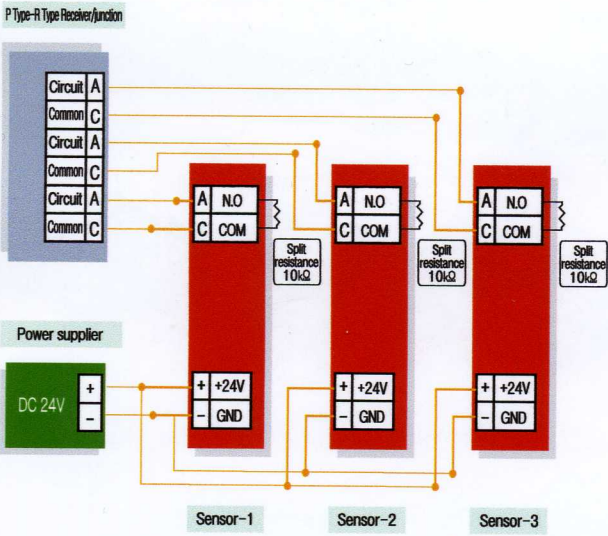 P Type-R Type Receiver/junction
Circuit A
Common C
Circuit A
Common C
Circuit A
Common C
A N.O
C COM
Split
resistance
10kΩ
A N.O
C COM
Split
resistance
10kΩ
A N.O
C COM
Split
resistance
10kΩ
Power supplier
DC 24V
+
−
+ +24V
− GND
+ +24V
− GND
+ +24V
− GND
Sensor-1
Sensor-2
Sensor-3